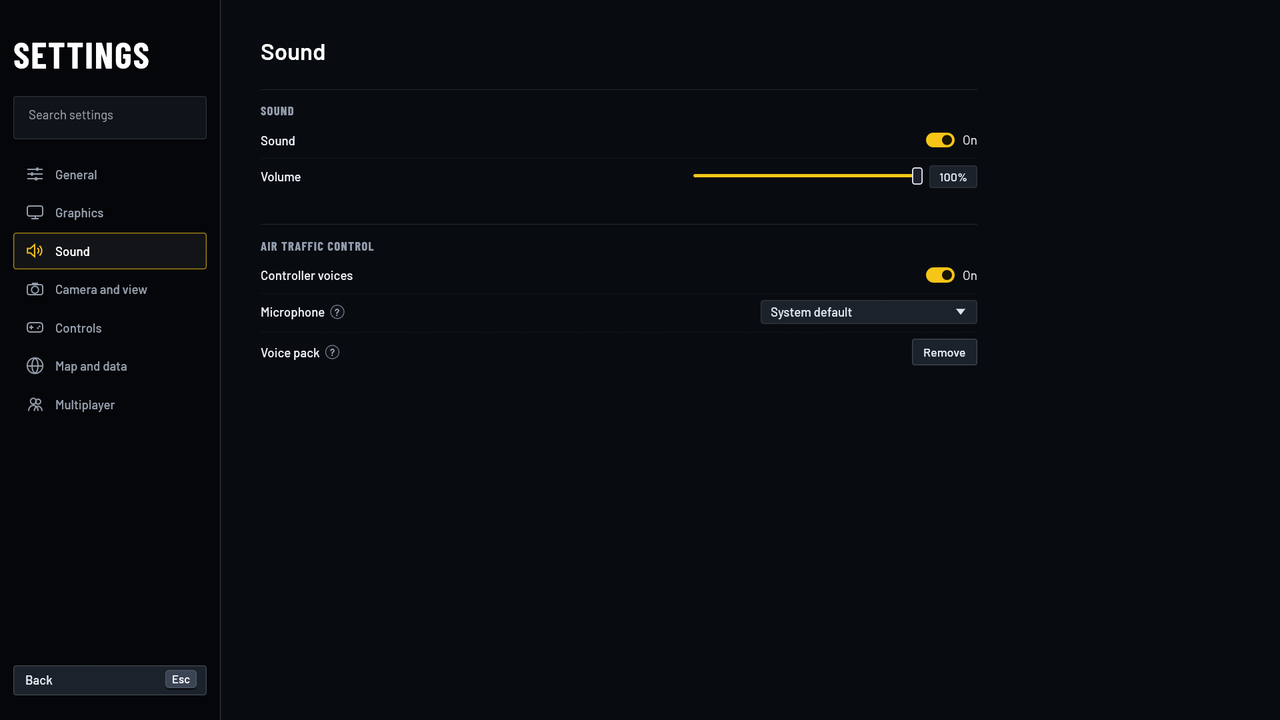 SETTINGS
Search settings
General
Graphics
Sound
Camera and view
Controls
Map and data
Multiplayer
Back Esc
Sound
SOUND
Sound On
Volume 100%
AIR TRAFFIC CONTROL
Controller voices On
Microphone ? System default
Voice pack ? Remove